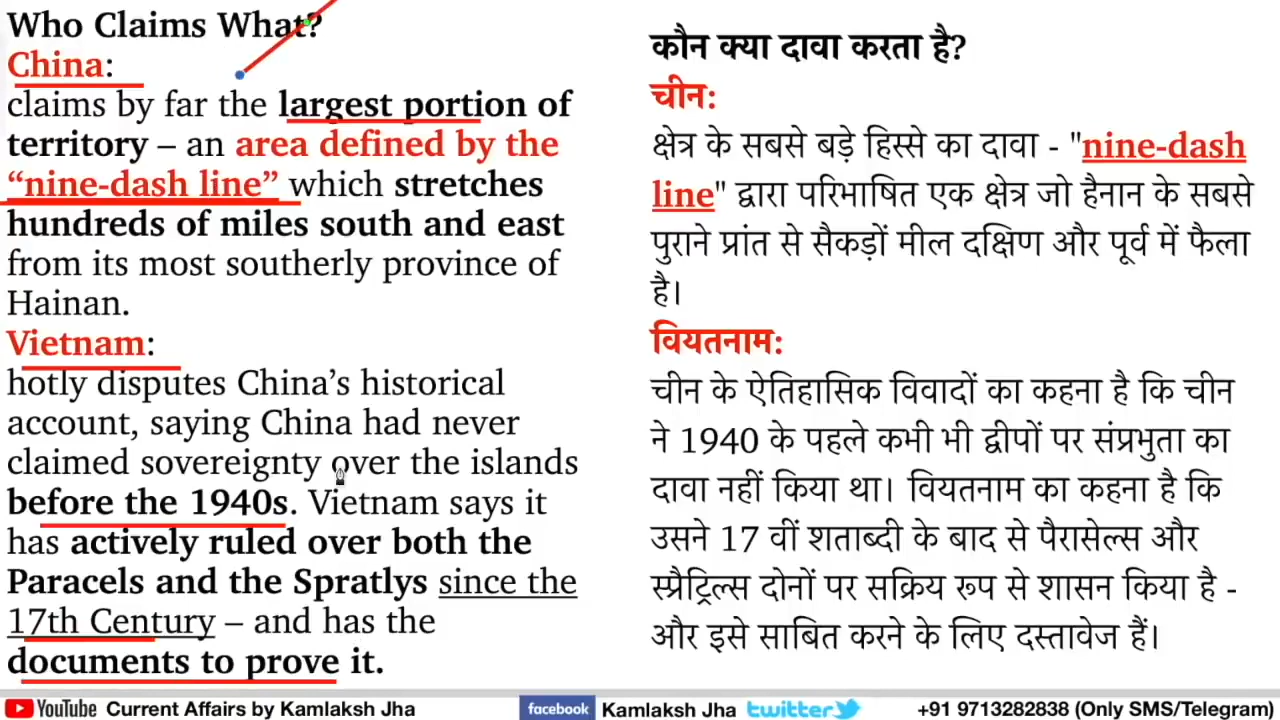 Who Claims What?
China:
claims by far the largest portion of
territory – an area defined by the
“nine-dash line” which stretches
hundreds of miles south and east
from its most southerly province of
Hainan.
Vietnam:
hotly disputes China’s historical
account, saying China had never
claimed sovereignty over the islands
before the 1940s. Vietnam says it
has actively ruled over both the
Paracels and the Spratlys since the
17th Century – and has the
documents to prove it.
कौन क्या दावा करता है?
चीन:
क्षेत्र के सबसे बड़े हिस्से का दावा - "nine-dash
line" द्वारा परिभाषित एक क्षेत्र जो हैनान के सबसे
पुराने प्रांत से सैकड़ों मील दक्षिण और पूर्व में फैला
है।
वियतनाम:
चीन के ऐतिहासिक विवादों का कहना है कि चीन
ने 1940 के पहले कभी भी द्वीपों पर संप्रभुता का
दावा नहीं किया था। वियतनाम का कहना है कि
उसने 17 वीं शताब्दी के बाद से पैरासेल्स और
स्प्रैट्रिल्स दोनों पर सक्रिय रूप से शासन किया है -
और इसे साबित करने के लिए दस्तावेज हैं।
YouTube Current Affairs by Kamlaksh Jha facebook Kamlaksh Jha twitter +91 9713282838 (Only SMS/Telegram)